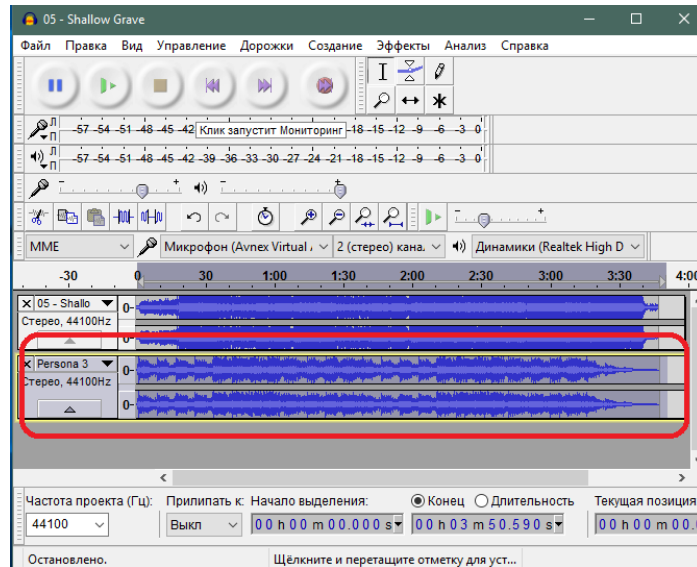 05 - Shallow Grave
Файл Правка Вид Управление Дорожки Создание Эффекты Анализ Справка
Л
П
-57 -54 -51 -48 -45 -42 Клик запустит Мониторинг -18 -15 -12 -9 -6 -3 0
Л
П
-57 -54 -51 -48 -45 -42 -39 -36 -33 -30 -27 -24 -21 -18 -15 -12 -9 -6 -3 0
- +
- +
- +
MME Микрофон (Avnex Virtual 2 (стерео) кана. Динамики (Realtek High D
-30 0 30 1:00 1:30 2:00 2:30 3:00 3:30 4:00
X 05 - Shallo
Стерео, 44100Hz
0-
0-
X Persona 3
Стерео, 44100Hz
0-
0-
Частота проекта (Гц): Прилипать к: Начало выделения: Конец Длительность Текущая позиция
44100 Выкл 00 h 00 m 00.000 s 00 h 03 m 50.590 s 00 h 00 m 00.
Остановлено. Щёлкните и перетащите отметку для уст...